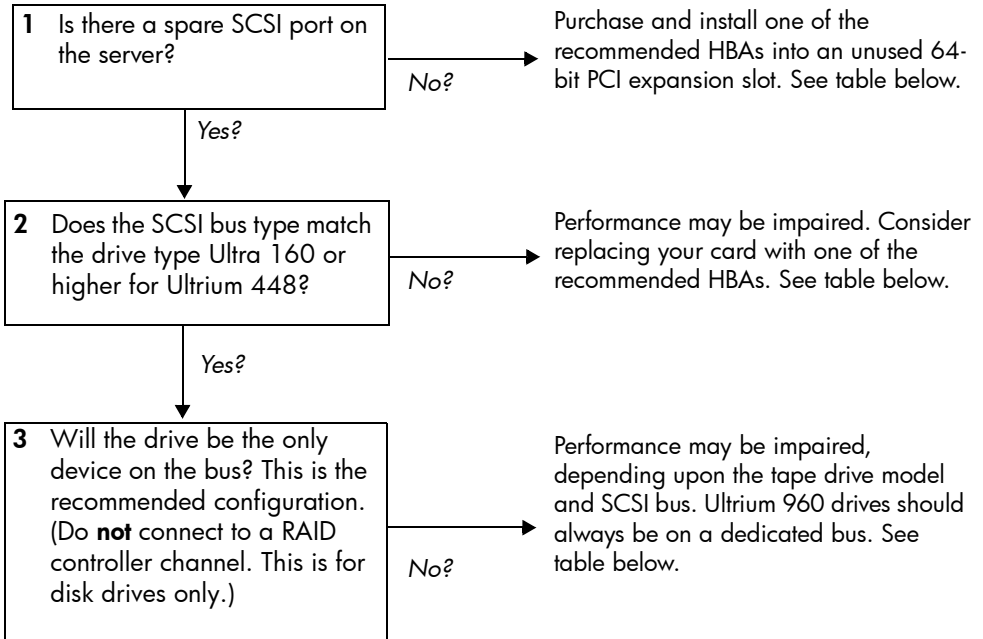 1 Is there a spare SCSI port on
the server?
No?
Purchase and install one of the
recommended HBAs into an unused 64-
bit PCI expansion slot. See table below.
Yes?
2 Does the SCSI bus type match
the drive type Ultra 160 or
higher for Ultrium 448?
No?
Performance may be impaired. Consider
replacing your card with one of the
recommended HBAs. See table below.
Yes?
3 Will the drive be the only
device on the bus? This is the
recommended configuration.
(Do not connect to a RAID
controller channel. This is for
disk drives only.)
No?
Performance may be impaired,
depending upon the tape drive model
and SCSI bus. Ultrium 960 drives should
always be on a dedicated bus. See
table below.